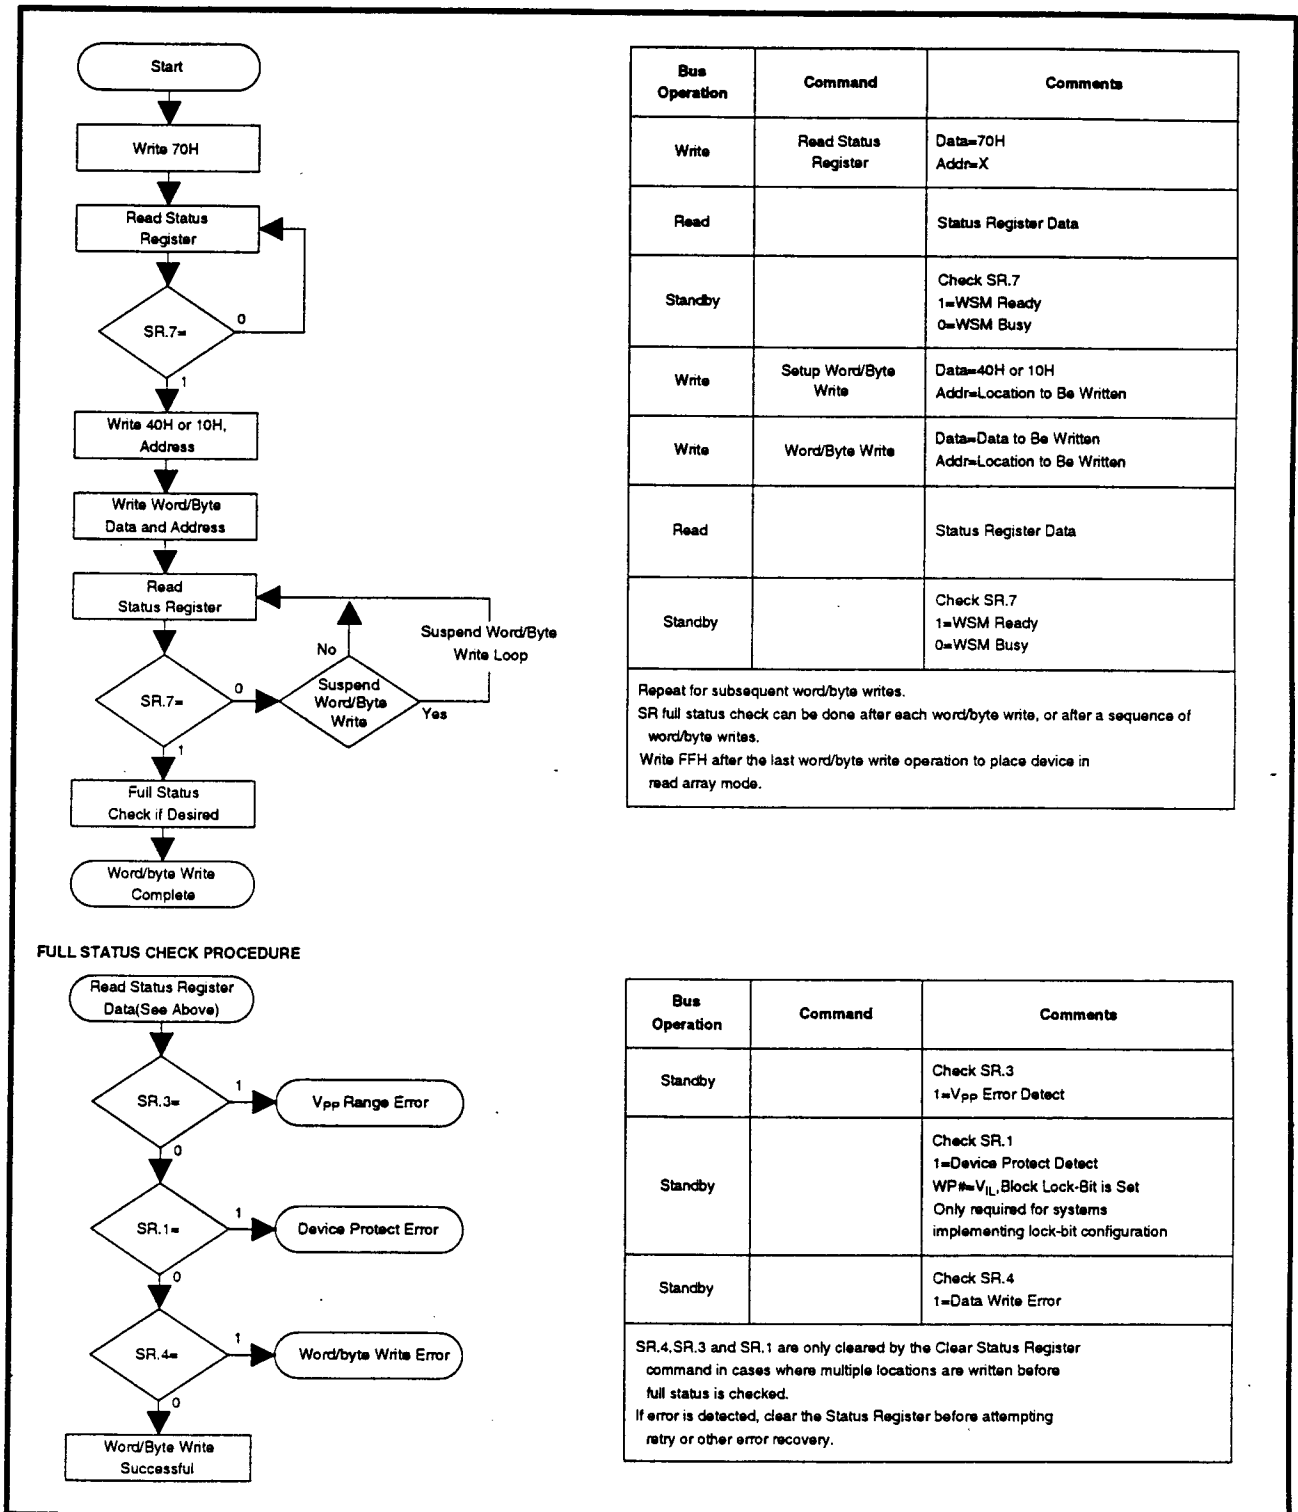 Start
Write 70H
Read Status
Register
SR.7=
0
1
Write 40H or 10H,
Address
Write Word/Byte
Data and Address
Read
Status Register
SR.7=
0
1
No
Suspend
Word/Byte
Write
Yes
Suspend Word/Byte
Write Loop
Full Status
Check if Desired
Word/byte Write
Complete
Bus
Operation
Command
Comments
Write
Read Status
Register
Data=70H
Addr=X
Read
Status Register Data
Standby
Check SR.7
1=WSM Ready
0=WSM Busy
Write
Setup Word/Byte
Write
Data=40H or 10H
Addr=Location to Be Written
Write
Word/Byte Write
Data=Data to Be Written
Addr=Location to Be Written
Read
Status Register Data
Standby
Check SR.7
1=WSM Ready
0=WSM Busy
Repeat for subsequent word/byte writes.
SR full status check can be done after each word/byte write, or after a sequence of
word/byte writes.
Write FFH after the last word/byte write operation to place device in
read array mode.
FULL STATUS CHECK PROCEDURE
Read Status Register
Data(See Above)
SR.3=
1
VPP Range Error
0
SR.1=
1
Device Protect Error
0
SR.4=
1
Word/byte Write Error
0
Word/Byte Write
Successful
Bus
Operation
Command
Comments
Standby
Check SR.3
1=VPP Error Detect
Standby
Check SR.1
1=Device Protect Detect
WP#=VIL,Block Lock-Bit is Set
Only required for systems
implementing lock-bit configuration
Standby
Check SR.4
1=Data Write Error
SR.4,SR.3 and SR.1 are only cleared by the Clear Status Register
command in cases where multiple locations are written before
full status is checked.
If error is detected, clear the Status Register before attempting
retry or other error recovery.